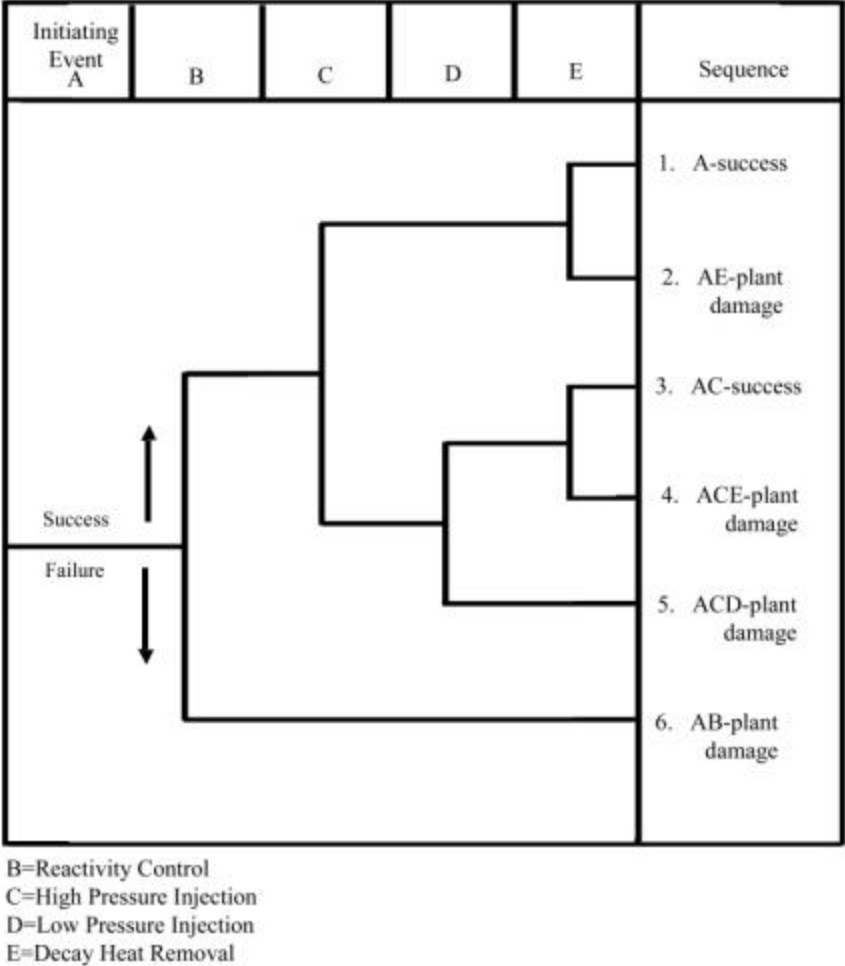 Initiating
Event
A
B
C
D
E
Sequence
1. A-success
2. AE-plant
damage
3. AC-success
4. ACE-plant
damage
Success
Failure
5. ACD-plant
damage
6. AB-plant
damage
B=Reactivity Control
C=High Pressure Injection
D=Low Pressure Injection
E=Decay Heat Removal